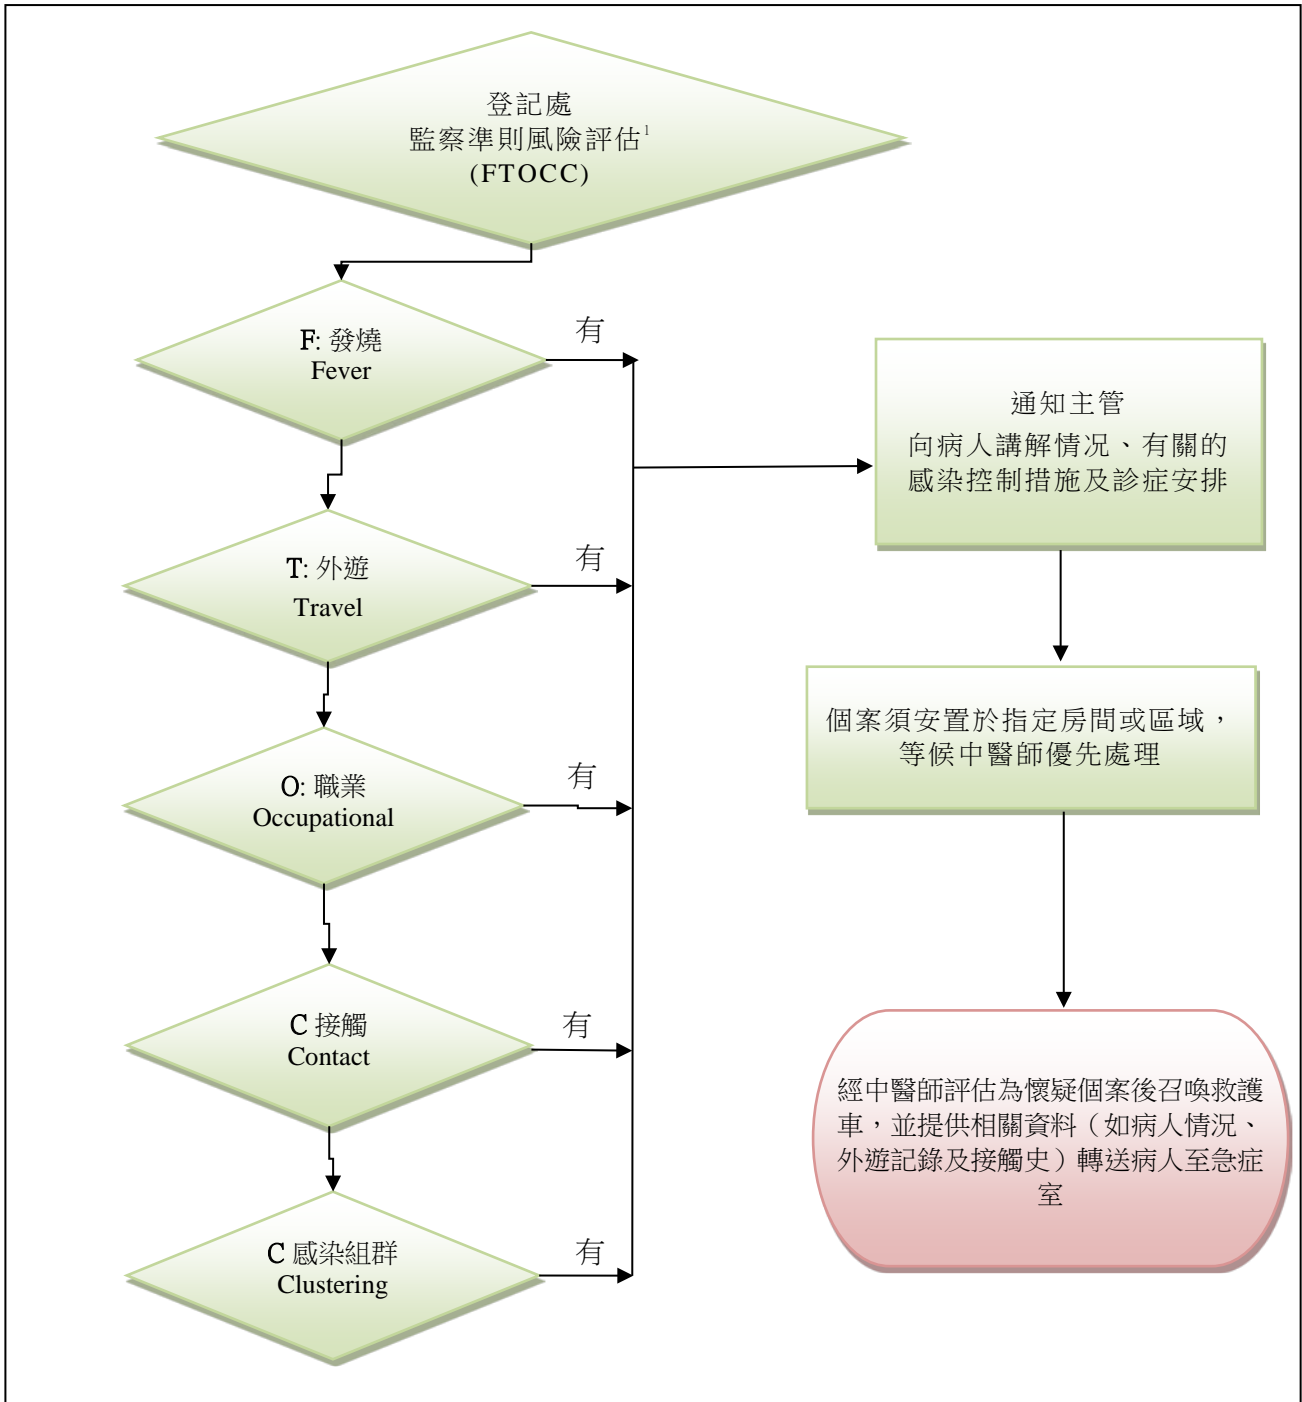 登記處
監察準則風險評估1
(FTOCC)
F: 發燒
Fever
有
T: 外遊
Travel
有
O: 職業
Occupational
有
C 接觸
Contact
有
C 感染組群
Clustering
有
通知主管
向病人講解情況、有關的
感染控制措施及診症安排
個案須安置於指定房間或區域，
等候中醫師優先處理
經中醫師評估為懷疑個案後召喚救護
車，並提供相關資料（如病人情況、
外遊記錄及接觸史）轉送病人至急症
室